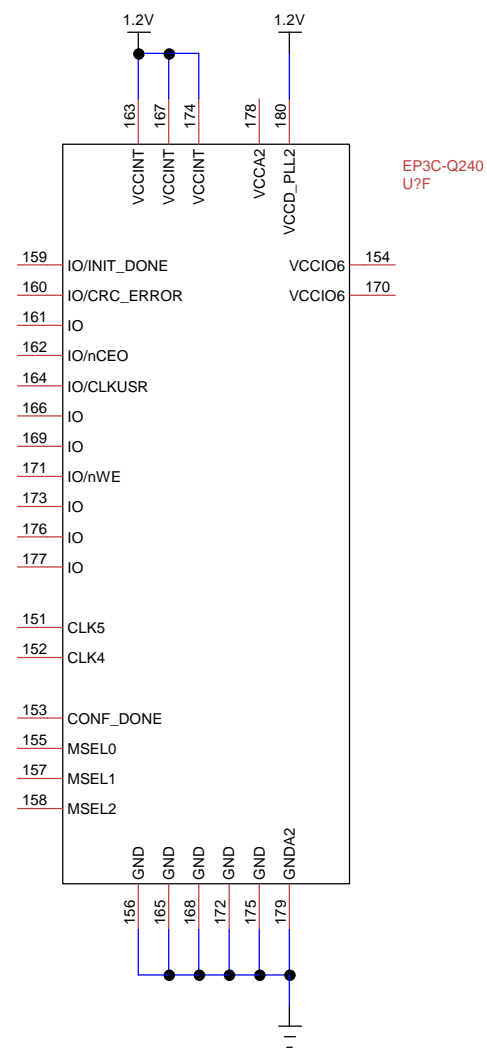 1.2V 1.2V
163 167 174 178 180
VCCINT VCCINT VCCINT VCCA2 VCCD_PLL2
EP3C-Q240
U?F
159 IO/INIT_DONE VCCIO6 154
160 IO/CRC_ERROR VCCIO6 170
161 IO
162 IO/nCEO
164 IO/CLKUSR
166 IO
169 IO
171 IO/nWE
173 IO
176 IO
177 IO
151 CLK5
152 CLK4
153 CONF_DONE
155 MSEL0
157 MSEL1
158 MSEL2
GND GND GND GND GND GNDA2
156 165 168 172 175 179